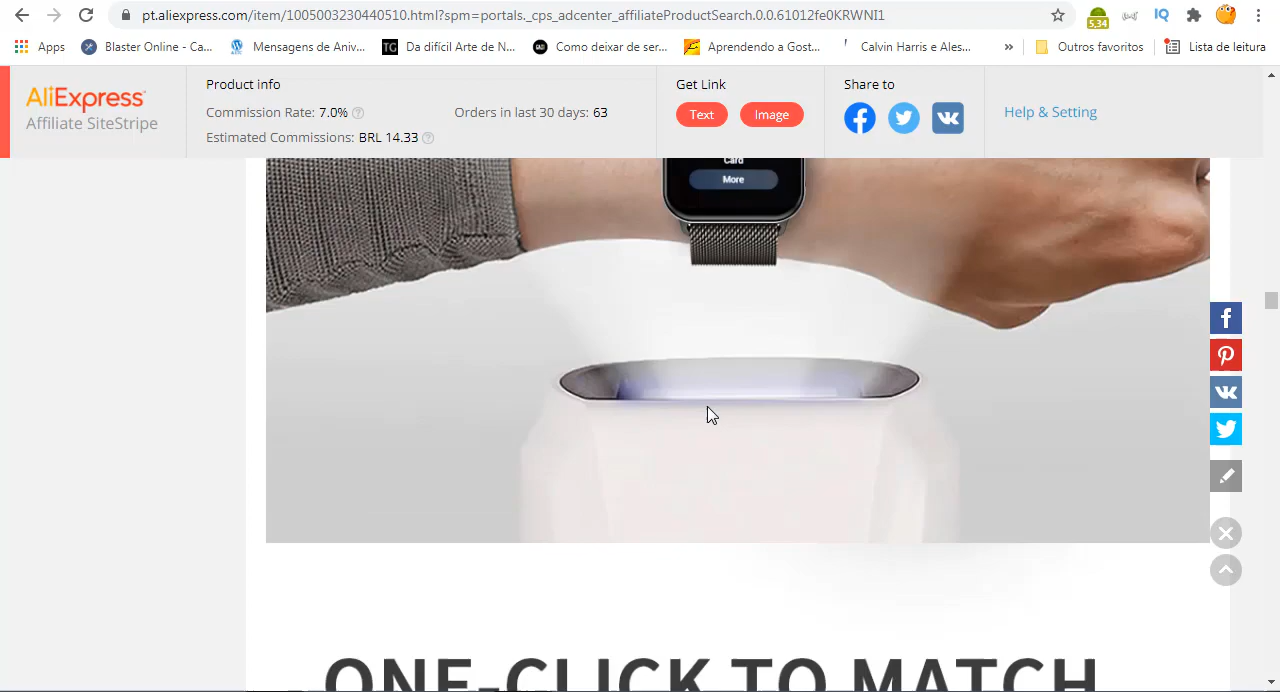 pt.aliexpress.com/item/1005003230440510.html?spm=portals._cps_adcenter_affiliateProductSearch.0.0.61012fe0KRWNI1
5,34
IQ
Apps
Blaster Online - Ca...
Mensagens de Aniv...
TG
Da difícil Arte de N...
Como deixar de ser...
Aprendendo a Gost...
Calvin Harris e Ales...
»
Outros favoritos
Lista de leitura
AliExpress
Affiliate SiteStripe
Product info
Commission Rate: 7.0%
Orders in last 30 days: 63
Estimated Commissions: BRL 14.33
Get Link
Text
Image
Share to
Help & Setting
Card
More
ONE-CLICK TO MATCH